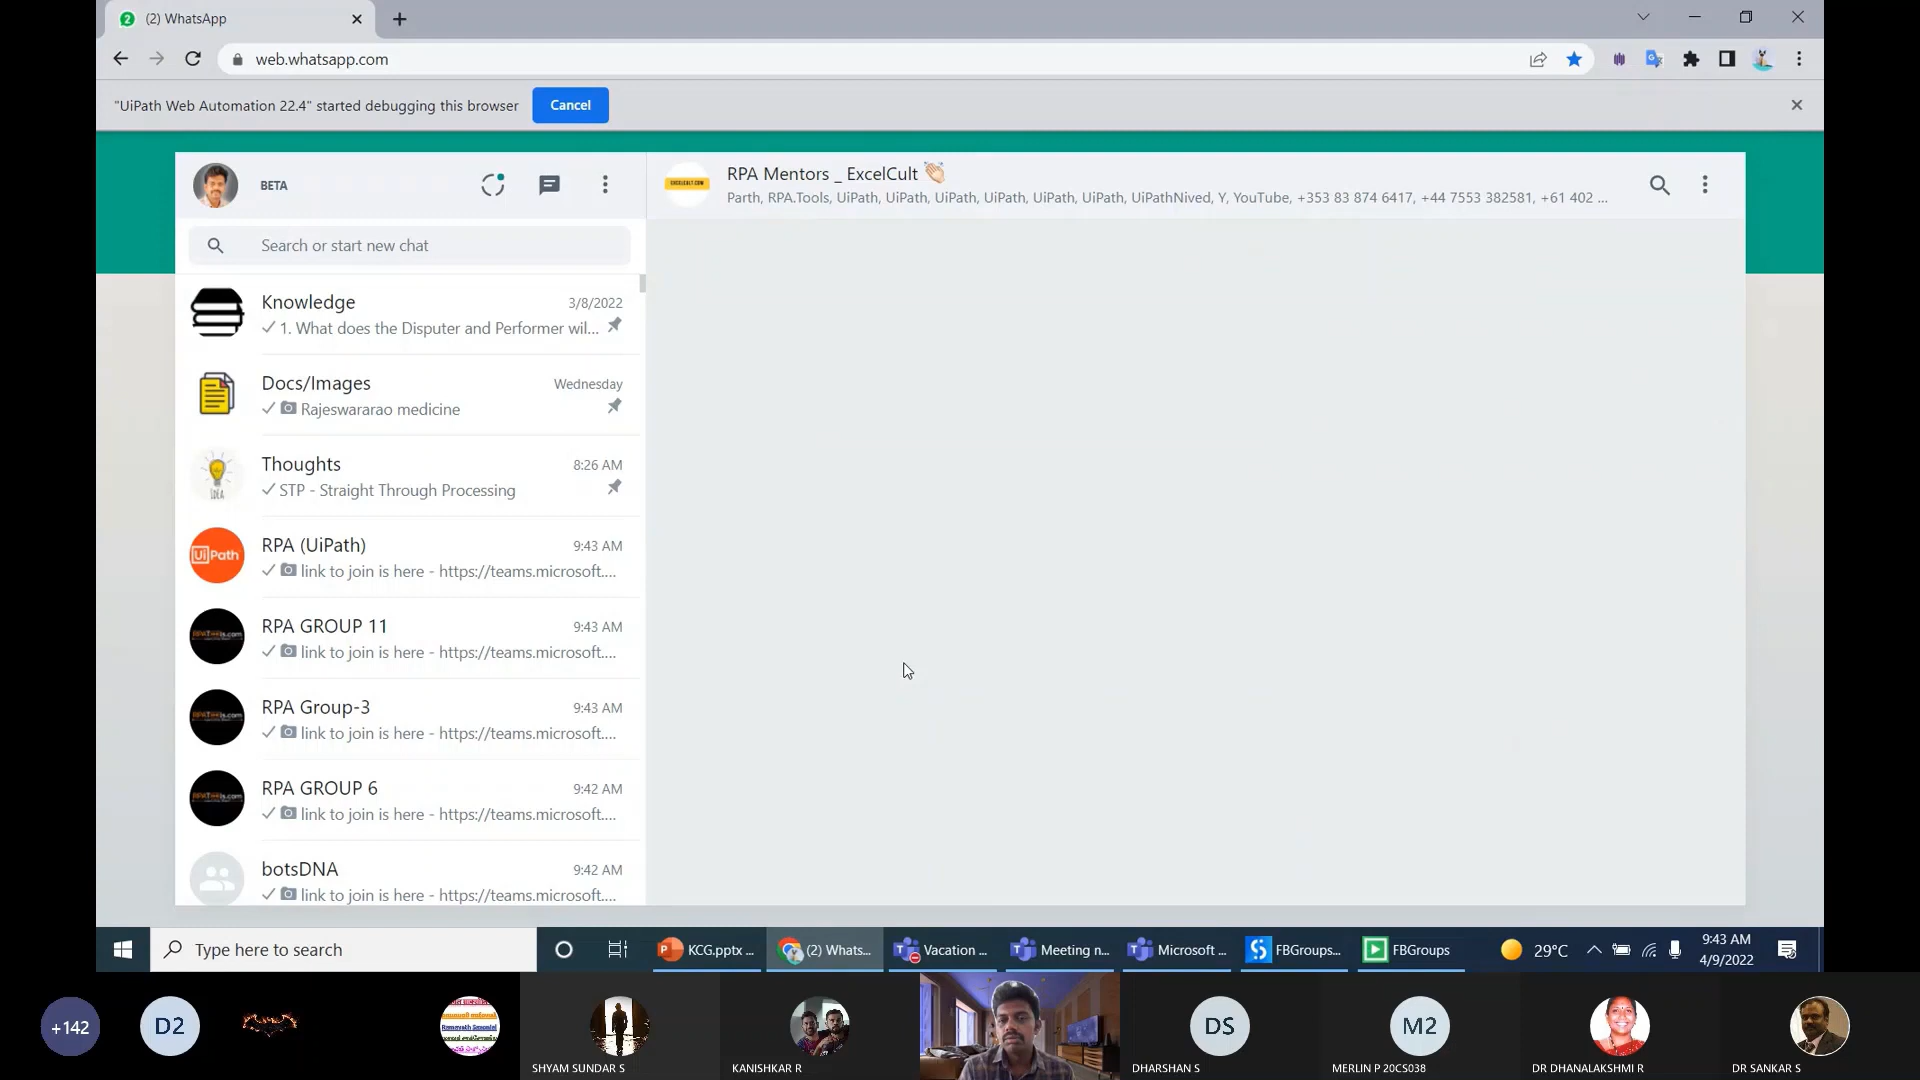 2
(2) WhatsApp
web.whatsapp.com
"UiPath Web Automation 22.4" started debugging this browser
Cancel
BETA
RPA Mentors _ ExcelCult 👏🏻
Parth, RPA.Tools, UiPath, UiPath, UiPath, UiPath, UiPath, UiPath, UiPathNived, Y, YouTube, +353 83 874 6417, +44 7553 382581, +61 402 ...
EXCELCULT.COM
Search or start new chat
Knowledge
3/8/2022
1. What does the Disputer and Performer wil...
Docs/Images
Wednesday
Rajeswararao medicine
Thoughts
8:26 AM
STP - Straight Through Processing
IDEA
RPA (UiPath)
9:43 AM
UiPath
link to join is here - https://teams.microsoft....
RPA GROUP 11
9:43 AM
link to join is here - https://teams.microsoft....
RPA Group-3
9:43 AM
link to join is here - https://teams.microsoft....
RPA GROUP 6
9:42 AM
link to join is here - https://teams.microsoft....
botsDNA
9:42 AM
link to join is here - https://teams.microsoft....
Type here to search
KCG.pptx ...
(2) Whats...
Vacation ...
Meeting n...
Microsoft ...
FBGroups...
FBGroups
29°C
9:43 AM
4/9/2022
+142
D2
DS
M2
SHYAM SUNDAR S
KANISHKAR R
DHARSHAN S
MERLIN P 20CS038
DR DHANALAKSHMI R
DR SANKAR S